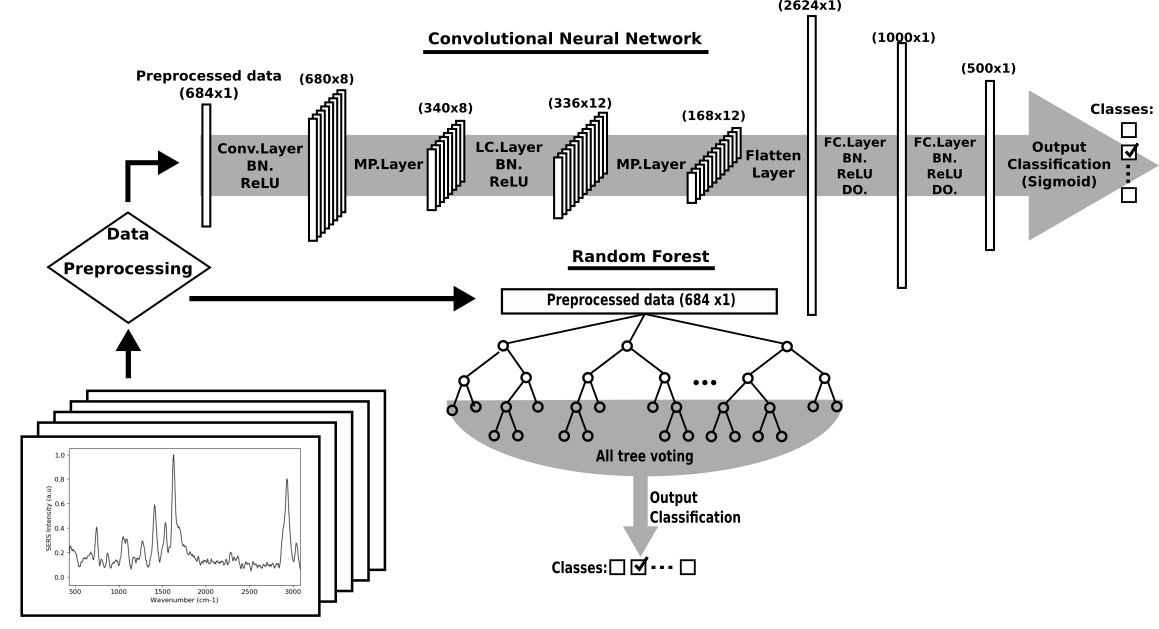 Convolutional Neural Network
Preprocessed data
(684x1)
(680x8)
(340x8)
(336x12)
(168x12)
(2624x1)
(1000x1)
(500x1)
Conv.Layer
BN.
ReLU
MP.Layer
LC.Layer
BN.
ReLU
MP.Layer
Flatten
Layer
FC.Layer
BN.
ReLU
DO.
FC.Layer
BN.
ReLU
DO.
Output
Classification
(Sigmoid)
Classes:
Data
Preprocessing
Random Forest
Preprocessed data (684 x1)
All tree voting
Output
Classification
Classes:
SERS Intensity (a.u)
1.0
0.8
0.6
0.4
0.2
0.0
500 1000 1500 2000 2500 3000
Wavenumber (cm-1)